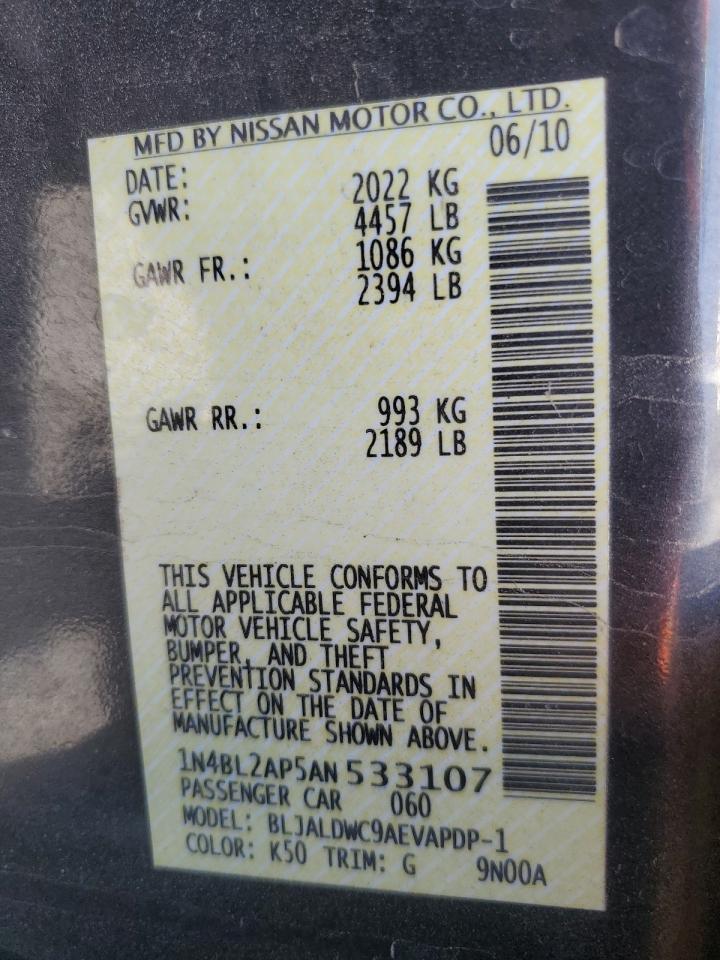 MFD BY NISSAN MOTOR CO., LTD.
DATE: 06/10
GVWR: 2022 KG
4457 LB
GAWR FR.: 1086 KG
2394 LB
GAWR RR.: 993 KG
2189 LB
THIS VEHICLE CONFORMS TO
ALL APPLICABLE FEDERAL
MOTOR VEHICLE SAFETY,
BUMPER, AND THEFT
PREVENTION STANDARDS IN
EFFECT ON THE DATE OF
MANUFACTURE SHOWN ABOVE.
1N4BL2AP5AN 533107
PASSENGER CAR 060
MODEL: BLJALDWC9AEVAPDP-1
COLOR: K50 TRIM: G 9N00A